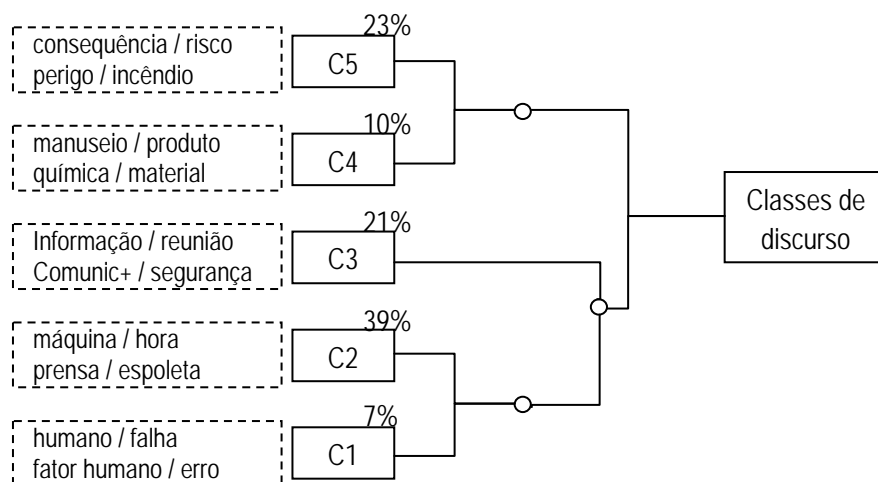 23%
consequência / risco
perigo / incêndio
C5
10%
manuseio / produto
química / material
C4
21%
Informação / reunião
Comunic+ / segurança
C3
Classes de
discurso
39%
máquina / hora
prensa / espoleta
C2
7%
humano / falha
fator humano / erro
C1